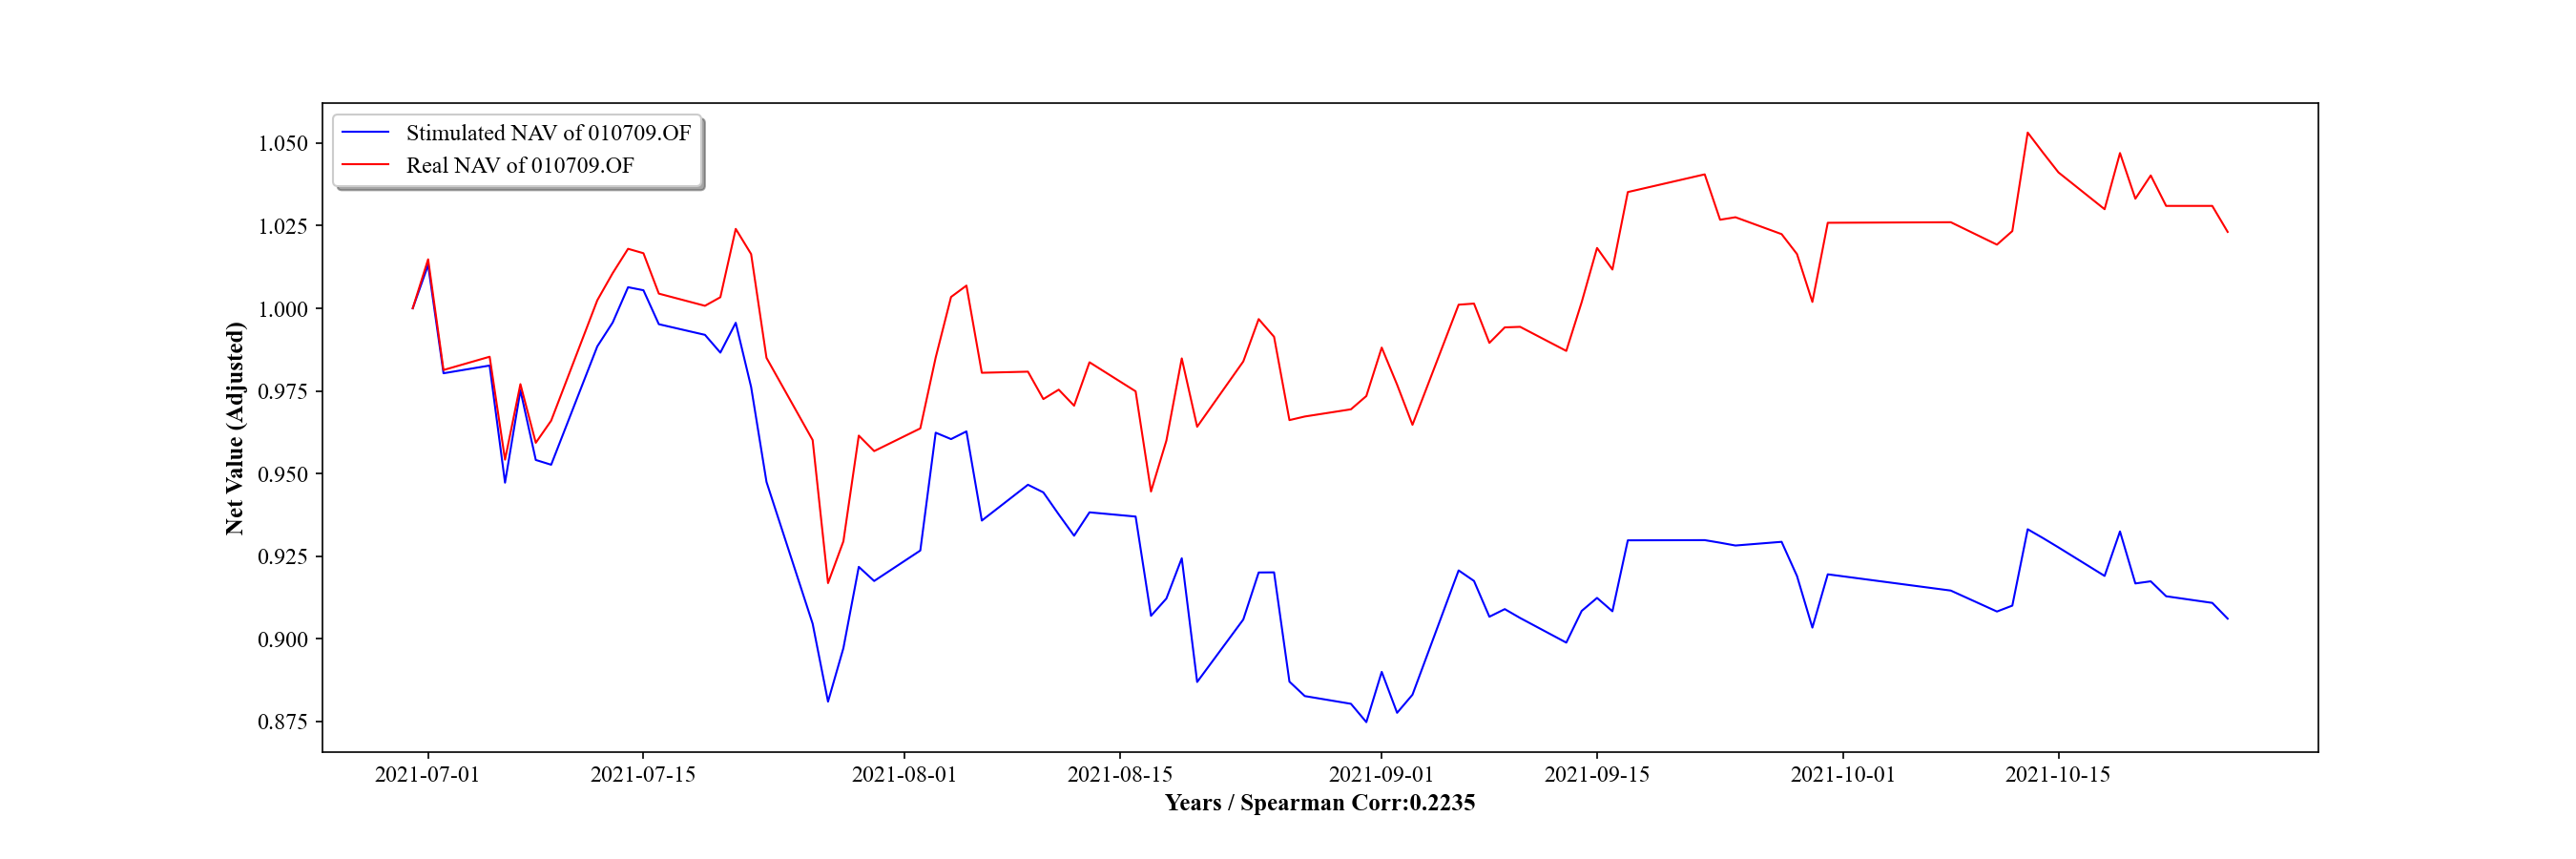 Stimulated NAV of 010709.OF
Real NAV of 010709.OF
1.050
1.025
1.000
0.975
0.950
0.925
0.900
0.875
Net Value (Adjusted)
2021-07-01 2021-07-15 2021-08-01 2021-08-15 2021-09-01 2021-09-15 2021-10-01 2021-10-15
Years / Spearman Corr:0.2235